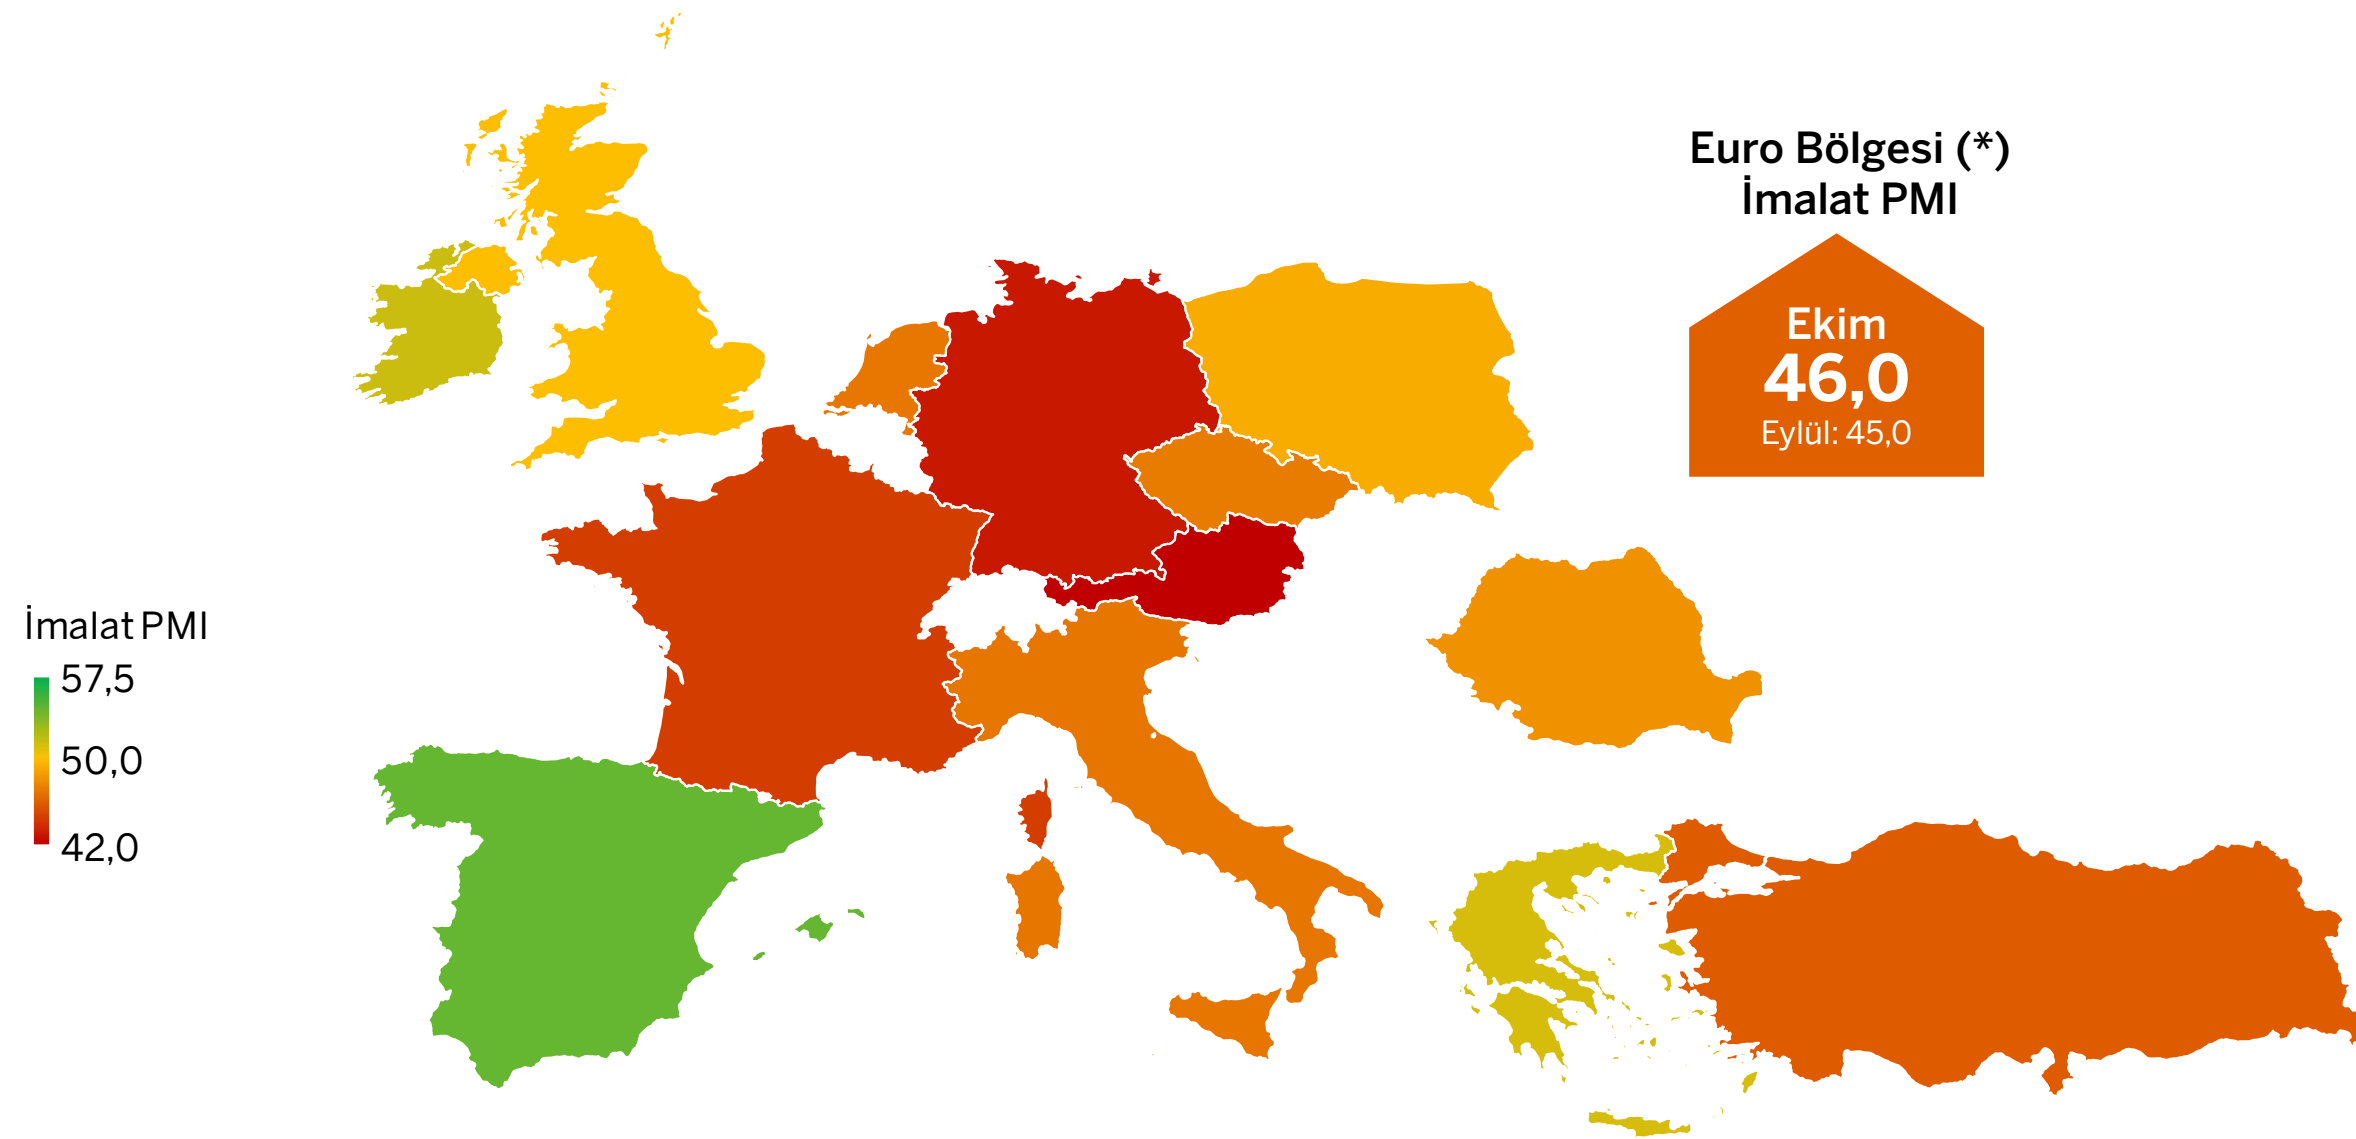 Euro Bölgesi (*)
İmalat PMI
Ekim
46,0
Eylül: 45,0
İmalat PMI
57,5
50,0
42,0